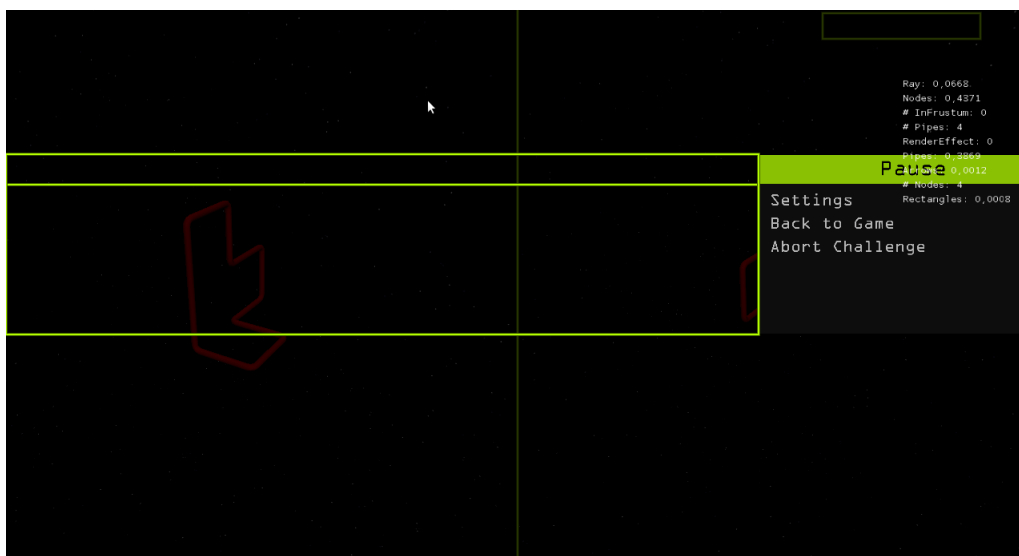 Ray: 0,0668
Nodes: 0,4371
# InFrustum: 0
# Pipes: 4
RenderEffect: 0
Pipes: 0,3869
0,0012
# Nodes: 4
Rectangles: 0,0008
Pause
Settings
Back to Game
Abort Challenge